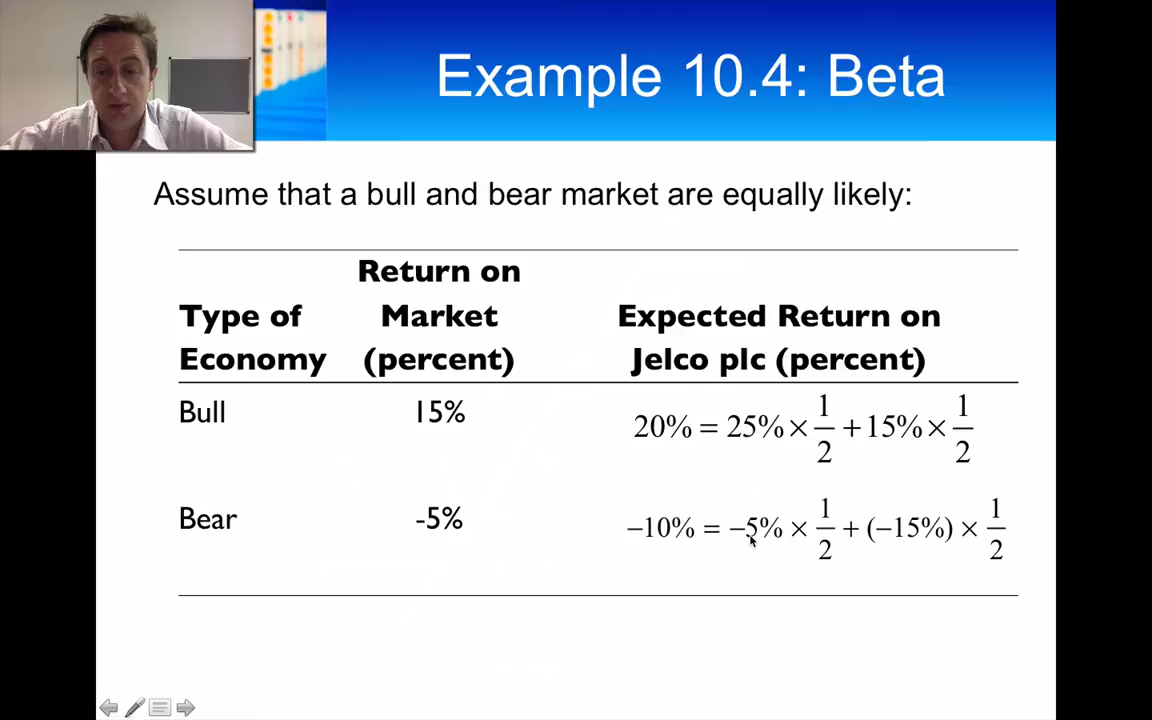 Example 10.4: Beta
Assume that a bull and bear market are equally likely:
Return on
Type of Market Expected Return on
Economy (percent) Jelco plc (percent)
Bull 15% 20% = 25% × 1/2 + 15% × 1/2
Bear -5% −10% = −5% × 1/2 + (−15%) × 1/2